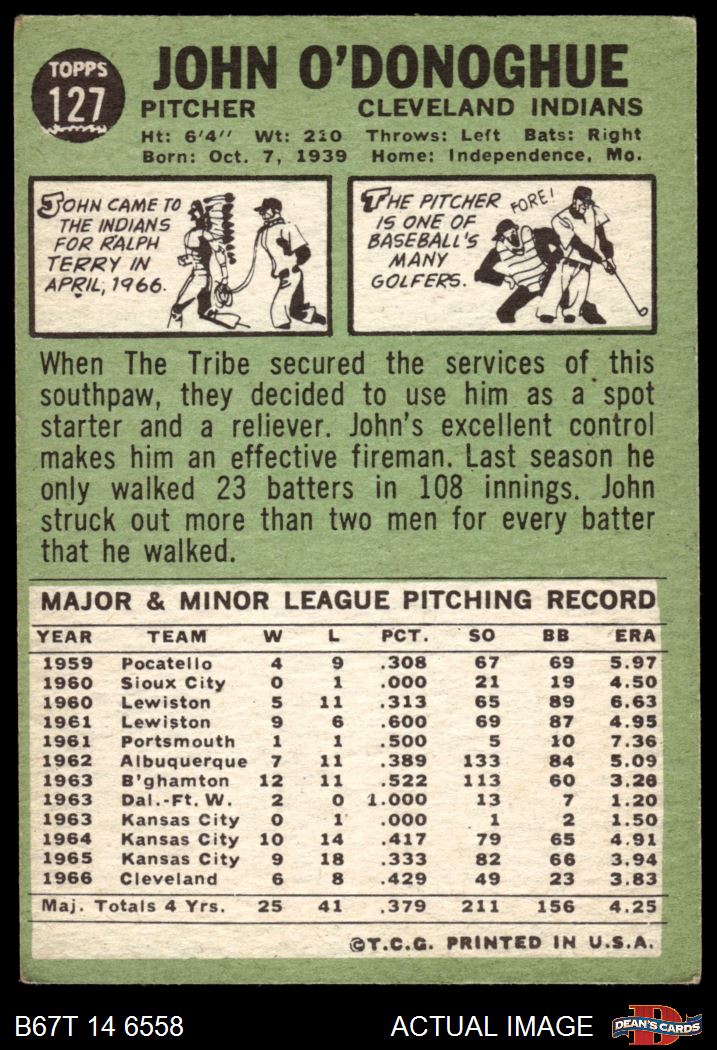 TOPPS
127
JOHN O'DONOGHUE
PITCHER CLEVELAND INDIANS
Ht: 6'4" Wt: 210 Throws: Left Bats: Right
Born: Oct. 7, 1939 Home: Independence, Mo.
JOHN CAME TO
THE INDIANS
FOR RALPH
TERRY IN
APRIL, 1966.
THE PITCHER
IS ONE OF
BASEBALL'S
MANY
GOLFERS.
FORE!
When The Tribe secured the services of this
southpaw, they decided to use him as a spot
starter and a reliever. John's excellent control
makes him an effective fireman. Last season he
only walked 23 batters in 108 innings. John
struck out more than two men for every batter
that he walked.
MAJOR & MINOR LEAGUE PITCHING RECORD
YEAR TEAM W L PCT. SO BB ERA
1959 Pocatello 4 9 .308 67 69 5.97
1960 Sioux City 0 1 .000 21 19 4.50
1960 Lewiston 5 11 .313 65 89 6.63
1961 Lewiston 9 6 .600 69 87 4.95
1961 Portsmouth 1 1 .500 5 10 7.36
1962 Albuquerque 7 11 .389 133 84 5.09
1963 B'ghamton 12 11 .522 113 60 3.26
1963 Dal.-Ft. W. 2 0 1.000 13 7 1.20
1963 Kansas City 0 1 .000 1 2 1.50
1964 Kansas City 10 14 .417 79 65 4.91
1965 Kansas City 9 18 .333 82 66 3.94
1966 Cleveland 6 8 .429 49 23 3.83
Maj. Totals 4 Yrs. 25 41 .379 211 156 4.25
©T.C.G. PRINTED IN U.S.A.
B67T 14 6558 ACTUAL IMAGE
D
DEAN'S CARDS